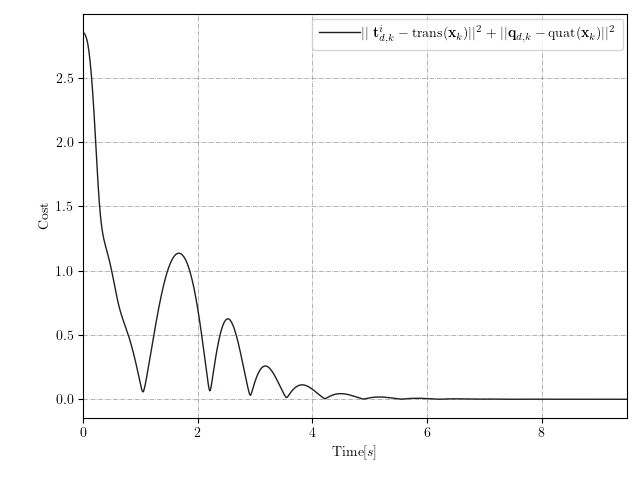 || t^i_{d,k} − trans(x_k)||^2 + ||q_{d,k} − quat(x_k)||^2
2.5
2.0
1.5
1.0
0.5
0.0
Cost
0 2 4 6 8
Time[s]